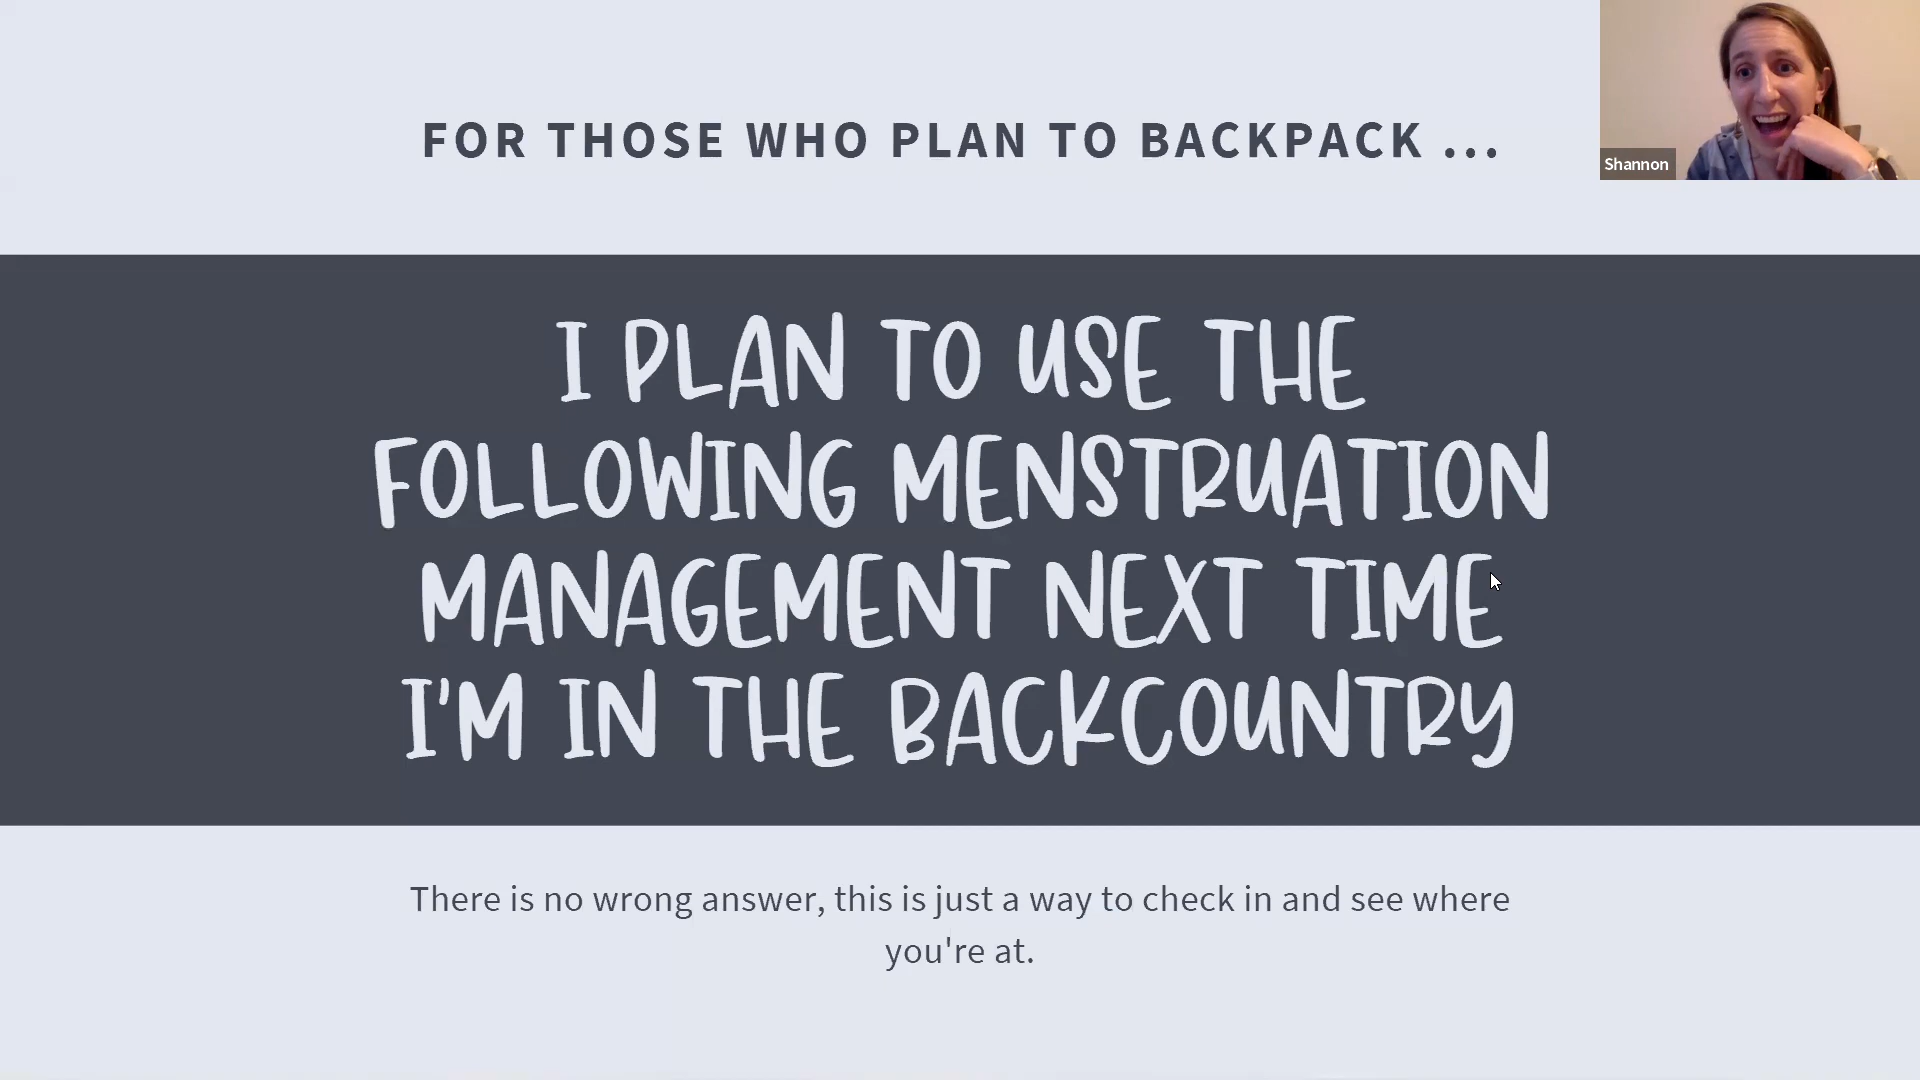 FOR THOSE WHO PLAN TO BACKPACK ...
Shannon
I PLAN TO USE THE
FOLLOWING MENSTRUATION
MANAGEMENT NEXT TIME
I'M IN THE BACKCOUNTRY
There is no wrong answer, this is just a way to check in and see where
you're at.